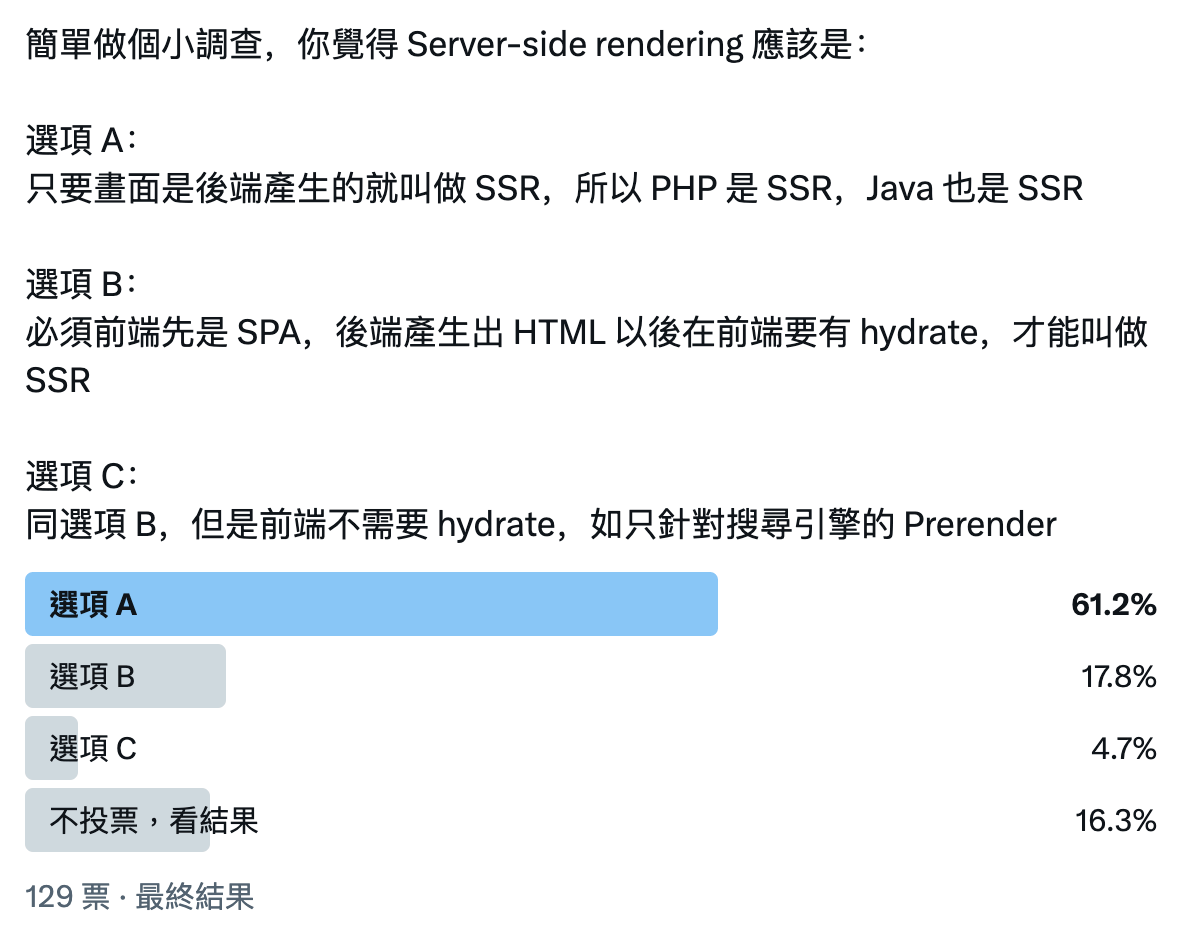 簡單做個小調查，你覺得 Server-side rendering 應該是：
選項 A：
只要畫面是後端產生的就叫做 SSR，所以 PHP 是 SSR，Java 也是 SSR
選項 B：
必須前端先是 SPA，後端產生出 HTML 以後在前端要有 hydrate，才能叫做
SSR
選項 C：
同選項 B，但是前端不需要 hydrate，如只針對搜尋引擎的 Prerender
選項 A 61.2%
選項 B 17.8%
選項 C 4.7%
不投票，看結果 16.3%
129 票 · 最終結果